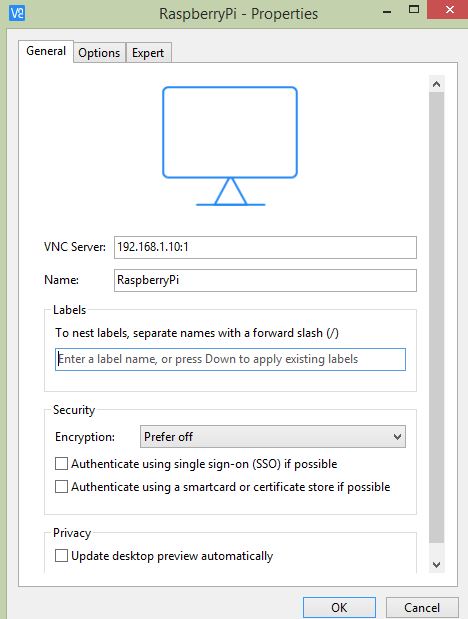 RaspberryPi - Properties
General Options Expert
VNC Server: 192.168.1.10:1
Name: RaspberryPi
Labels
To nest labels, separate names with a forward slash (/)
Enter a label name, or press Down to apply existing labels
Security
Encryption: Prefer off
Authenticate using single sign-on (SSO) if possible
Authenticate using a smartcard or certificate store if possible
Privacy
Update desktop preview automatically
OK Cancel